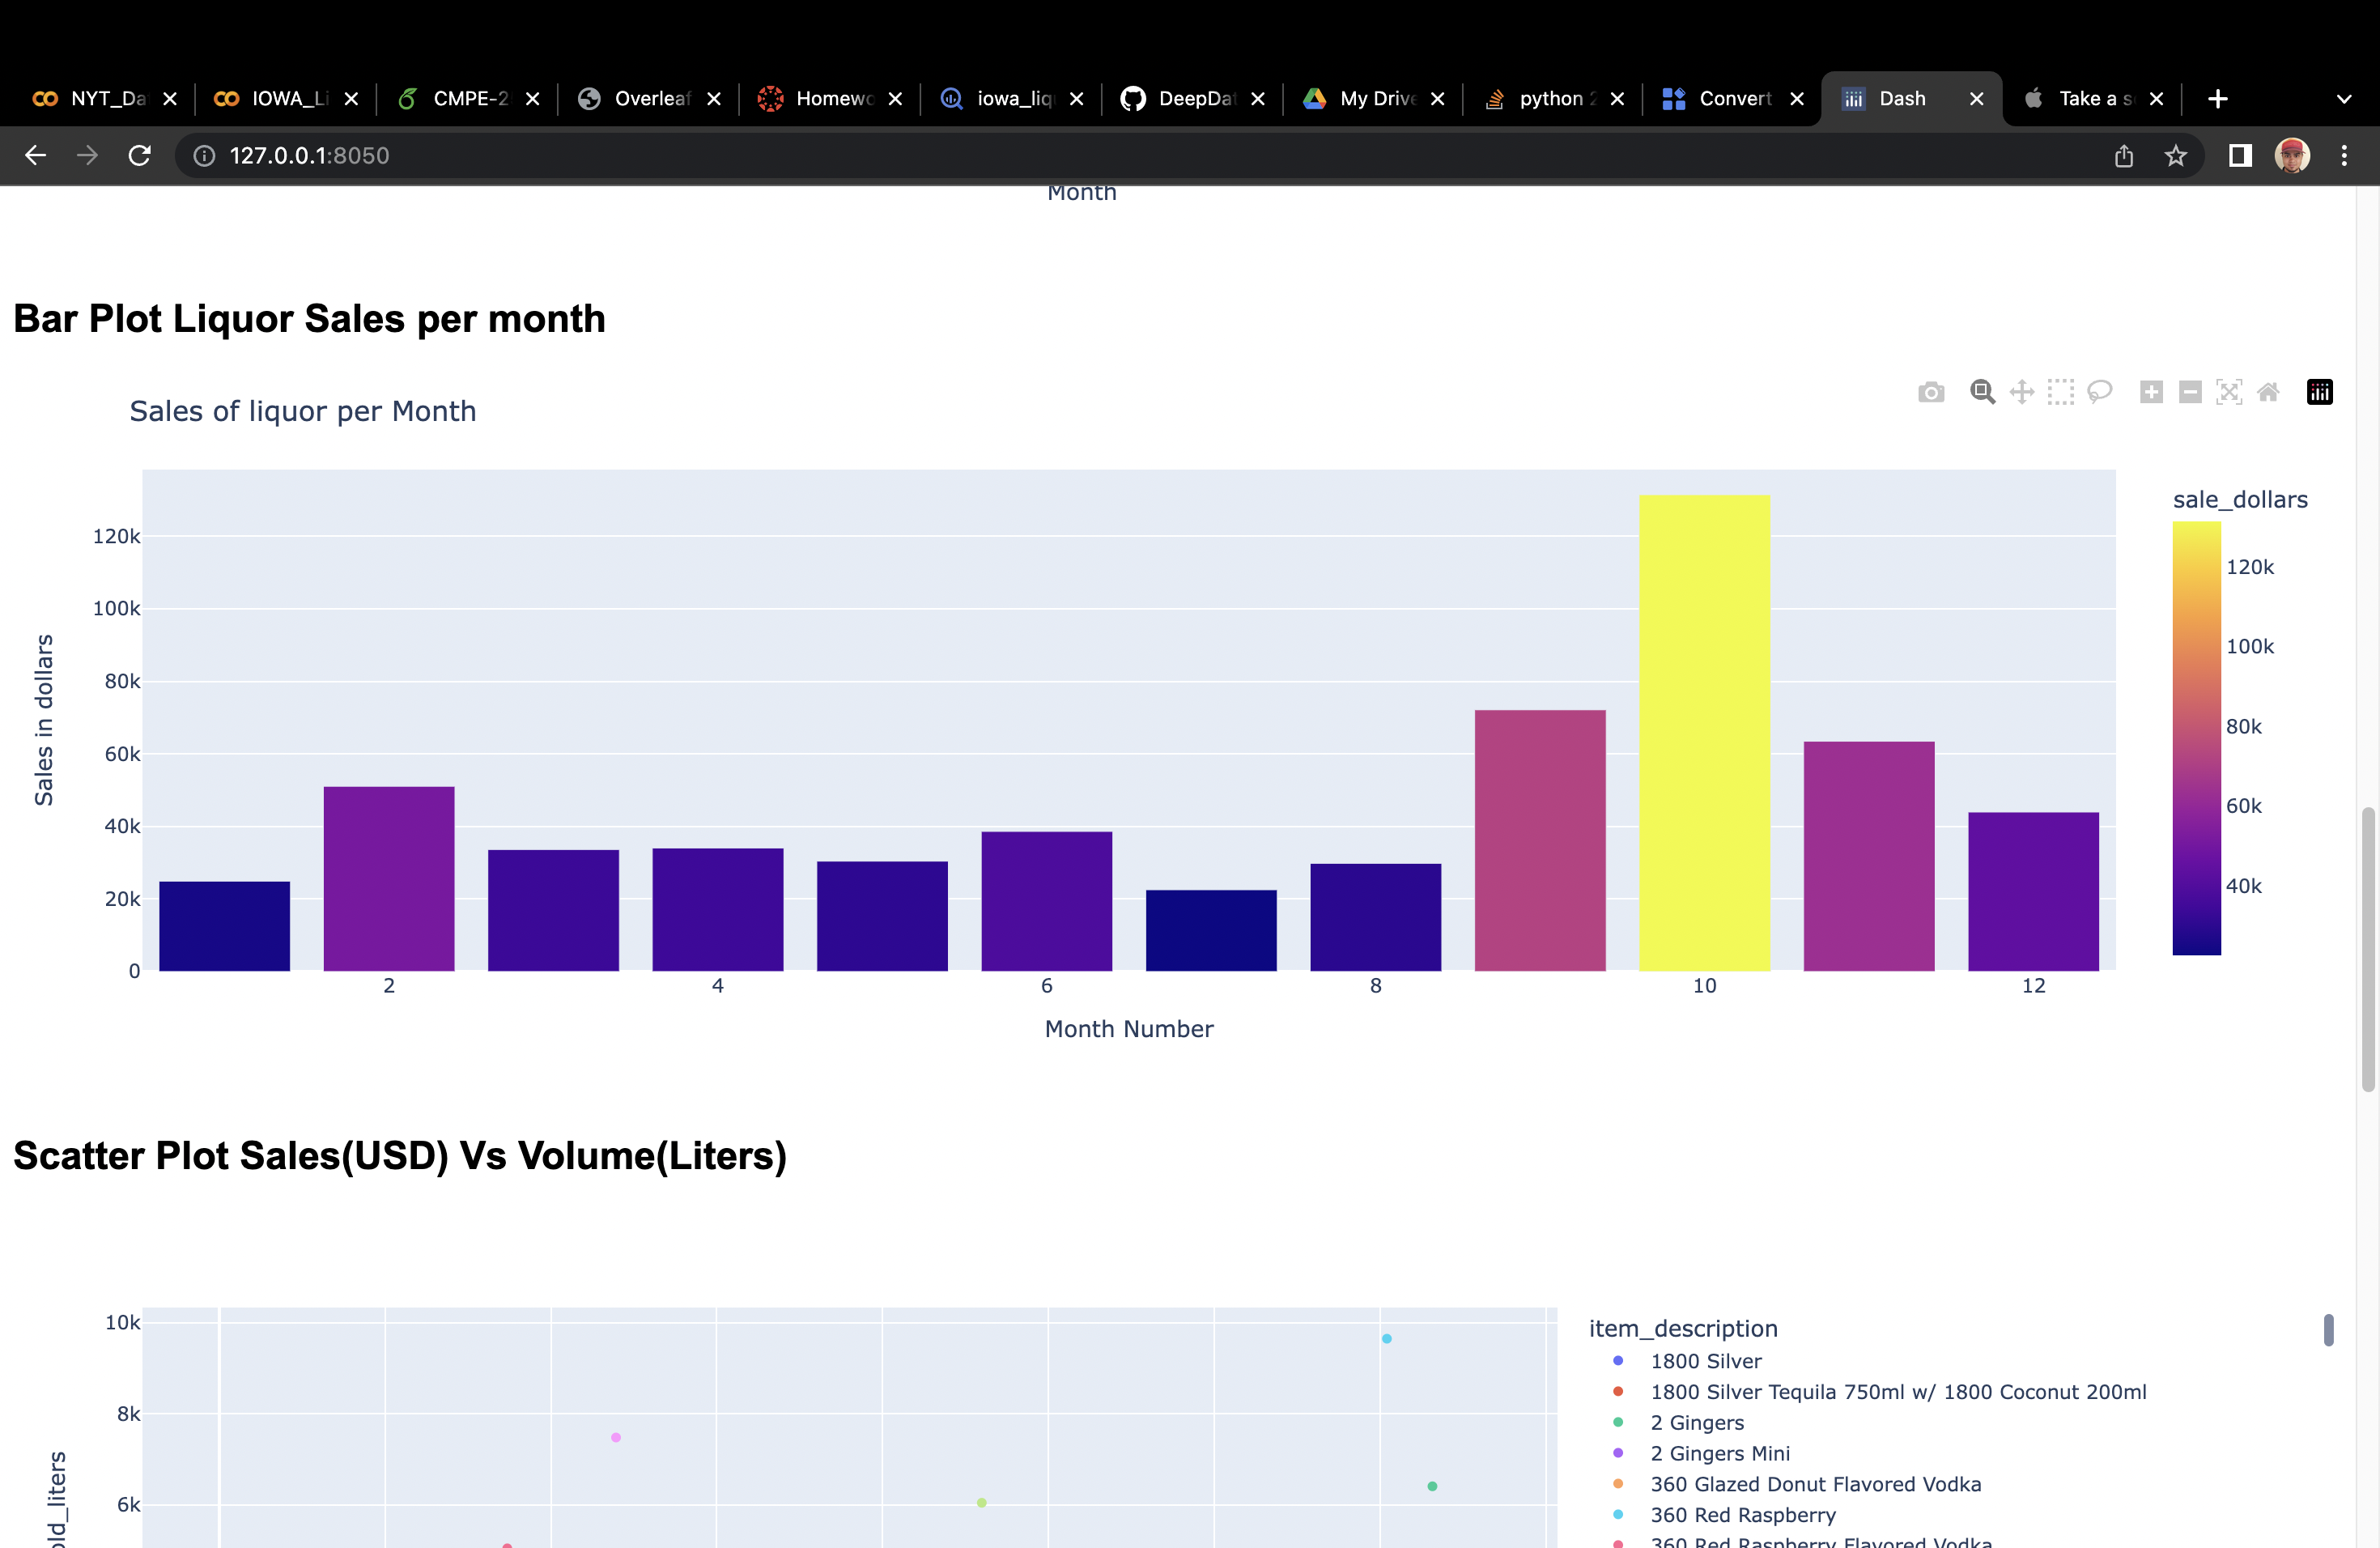 NYT_Da
IOWA_Li
CMPE-2
Overleaf
Homewo
iowa_liq
DeepDat
My Drive
python 2
Convert
Dash
Take a s
127.0.0.1:8050
Month
Bar Plot Liquor Sales per month
Sales of liquor per Month
sale_dollars
120k
100k
80k
60k
40k
20k
0
Sales in dollars
2
4
6
8
10
12
Month Number
120k
100k
80k
60k
40k
Scatter Plot Sales(USD) Vs Volume(Liters)
10k
8k
6k
old_liters
item_description
1800 Silver
1800 Silver Tequila 750ml w/ 1800 Coconut 200ml
2 Gingers
2 Gingers Mini
360 Glazed Donut Flavored Vodka
360 Red Raspberry
360 Red Raspberry Flavored Vodka